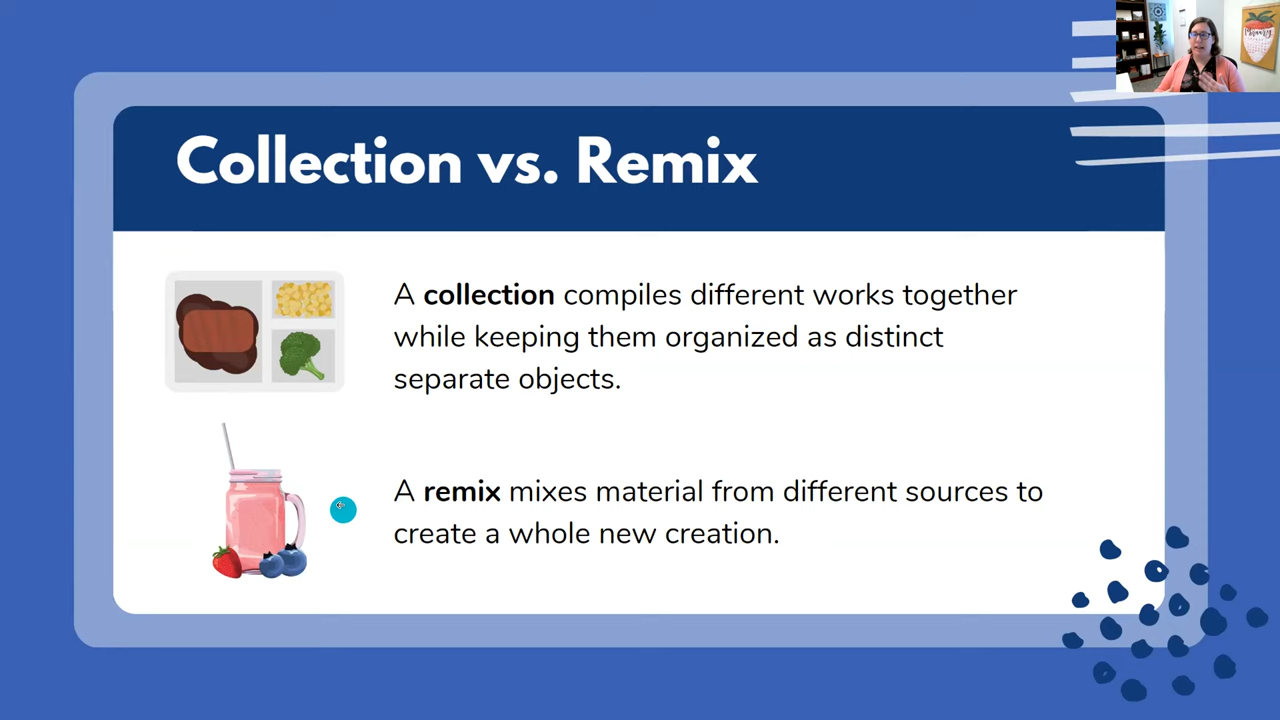 Collection vs. Remix
A collection compiles different works together
while keeping them organized as distinct
separate objects.
A remix mixes material from different sources to
create a whole new creation.